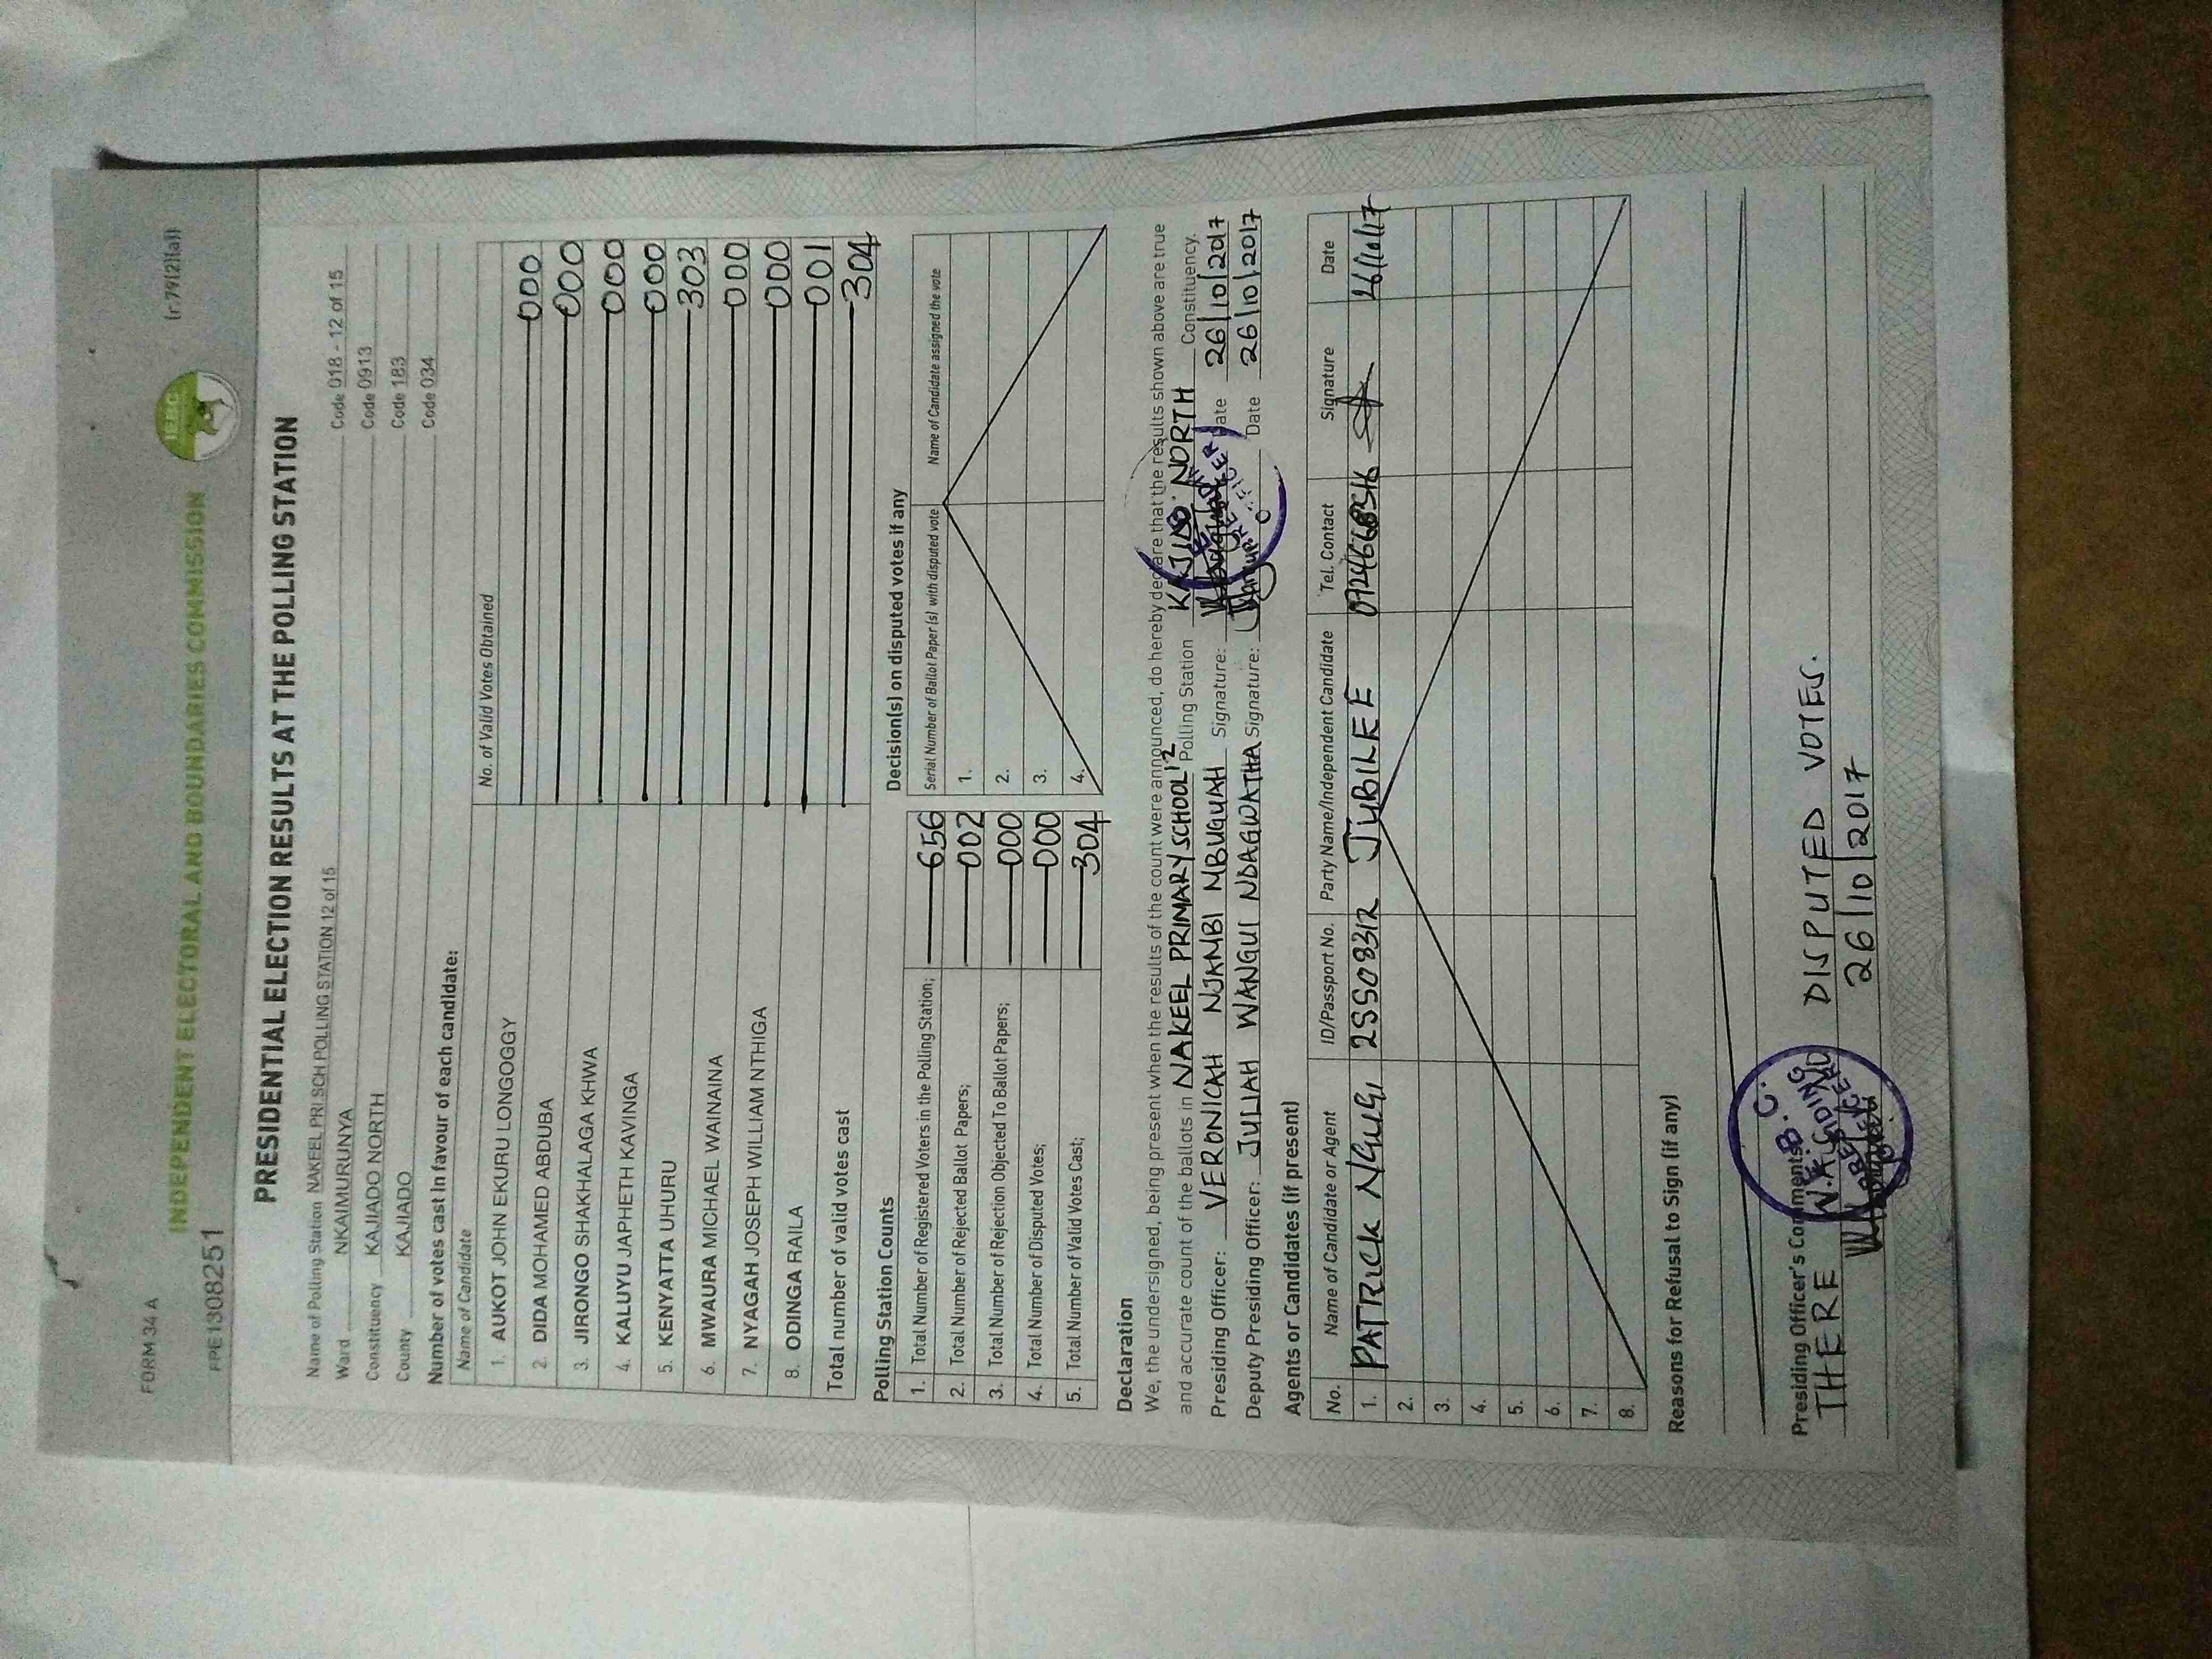 FORM 34 A
(r.79(2)(a))
INDEPENDENT ELECTORAL AND BOUNDARIES COMMISSION
IEBC
FPE1308251
PRESIDENTIAL ELECTION RESULTS AT THE POLLING STATION
Name of Polling Station NAKEEL PRI SCH POLLING STATION 12 of 15 Code 018 - 12 of 15
Ward NKAIMURUNYA Code 0913
Constituency KAJIADO NORTH Code 183
County KAJIADO Code 034
Number of votes cast in favour of each candidate:
Name of Candidate No. of Valid Votes Obtained
1. AUKOT JOHN EKURU LONGOGGY 000
2. DIDA MOHAMED ABDUBA 000
3. JIRONGO SHAKHALAGA KHWA 000
4. KALUYU JAPHETH KAVINGA 000
5. KENYATTA UHURU 303
6. MWAURA MICHAEL WAINAINA 000
7. NYAGAH JOSEPH WILLIAM NTHIGA 000
8. ODINGA RAILA 001
Total number of valid votes cast 304
Polling Station Counts
1. Total Number of Registered Voters in the Polling Station; 656
2. Total Number of Rejected Ballot Papers; 002
3. Total Number of Rejection Objected To Ballot Papers; 000
4. Total Number of Disputed Votes; 000
5. Total Number of Valid Votes Cast; 304
Decision(s) on disputed votes if any
Serial Number of Ballot Paper (s) with disputed vote Name of Candidate assigned the vote
1.
2.
3.
4.
Declaration
We, the undersigned, being present when the results of the count were announced, do hereby declare that the results shown above are true
and accurate count of the ballots in NAKEEL PRIMARY SCHOOL 12 Polling Station KAJIADO NORTH Constituency.
Presiding Officer: VERONICAH NJAMBI MBUGUAH Signature: Date 26/10/2017
Deputy Presiding Officer: JULIAH WANGUI NDAGWATHA Signature: Date 26/10/2017
Agents or Candidates (if present)
No. Name of Candidate or Agent ID/Passport No. Party Name/Independent Candidate Tel. Contact Signature Date
1. PATRICK NGUGI JUBILEE 26/10/17
2.
3.
4.
5.
6.
7.
8.
Reasons for Refusal to Sign (if any)
Presiding Officer's Comments:
THERE DISPUTED VOTES.
26/10/2017